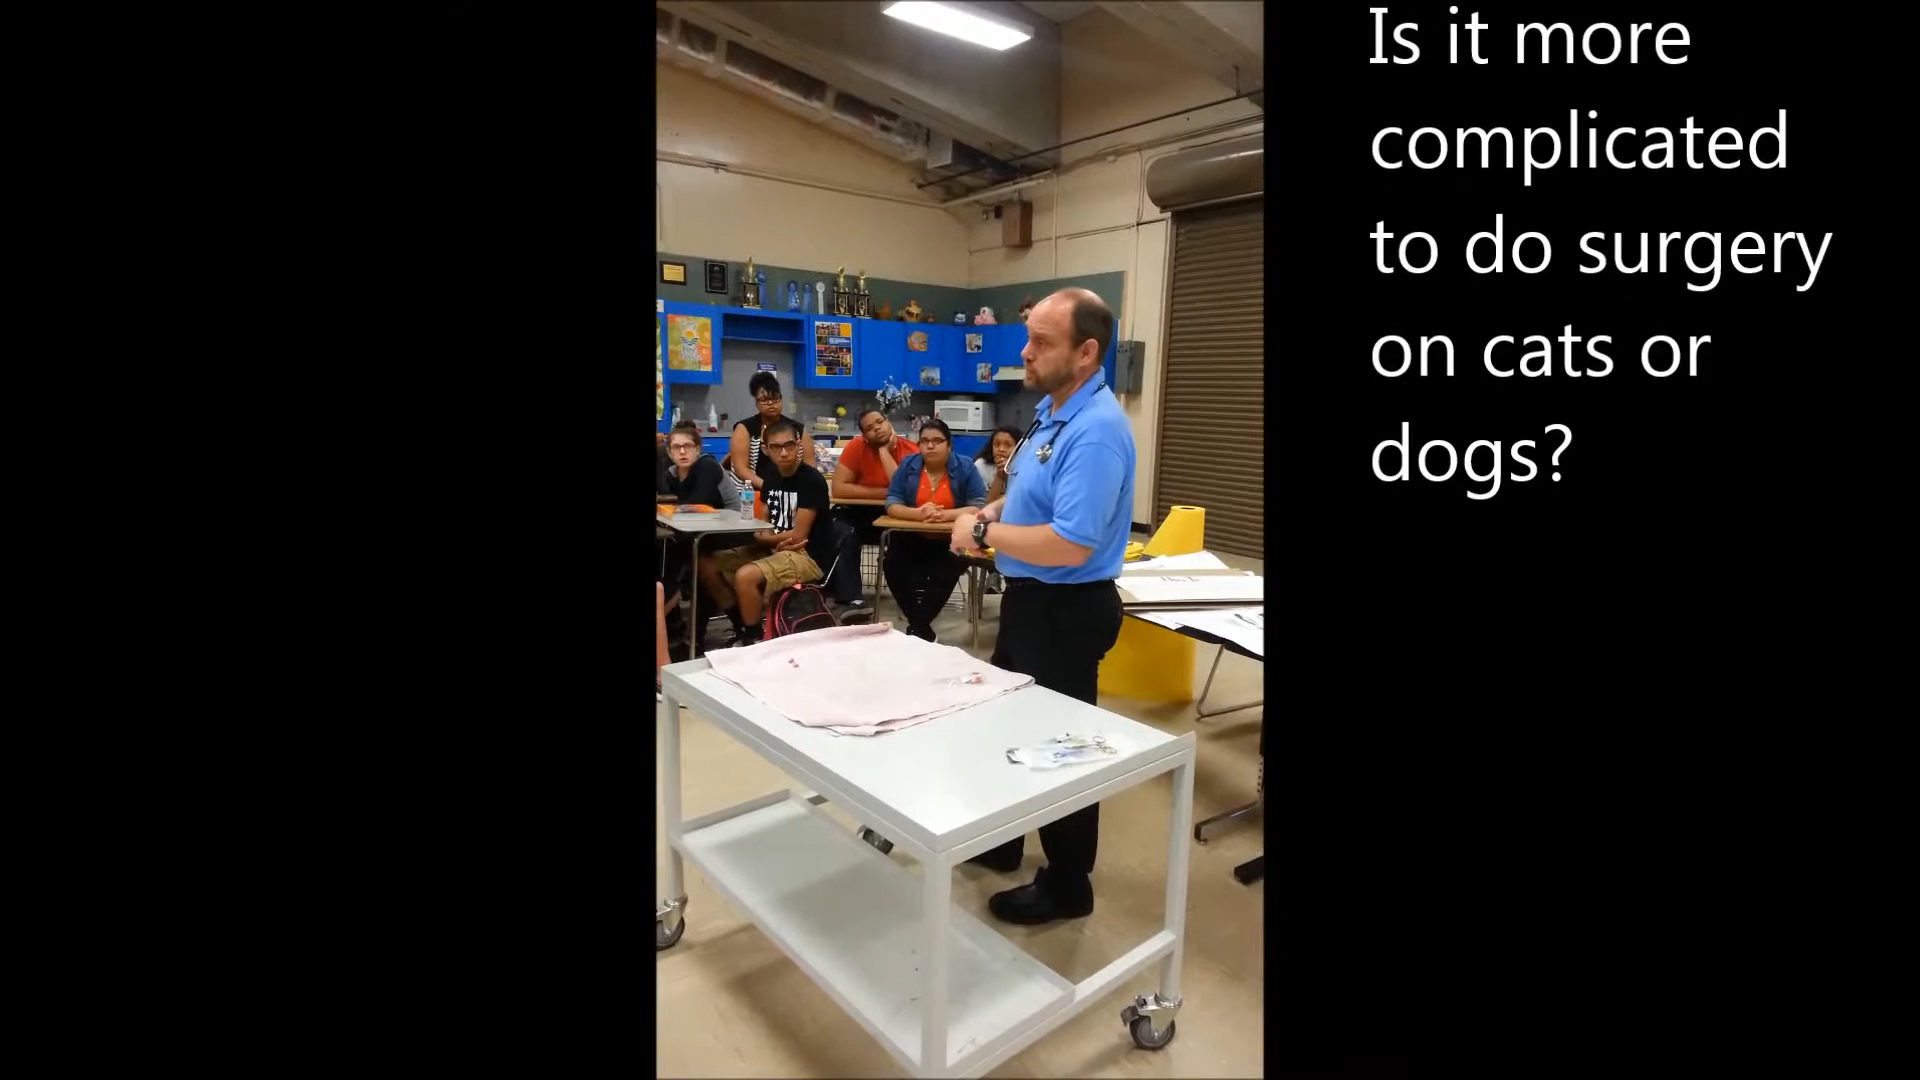 Is it more
complicated
to do surgery
on cats or
dogs?